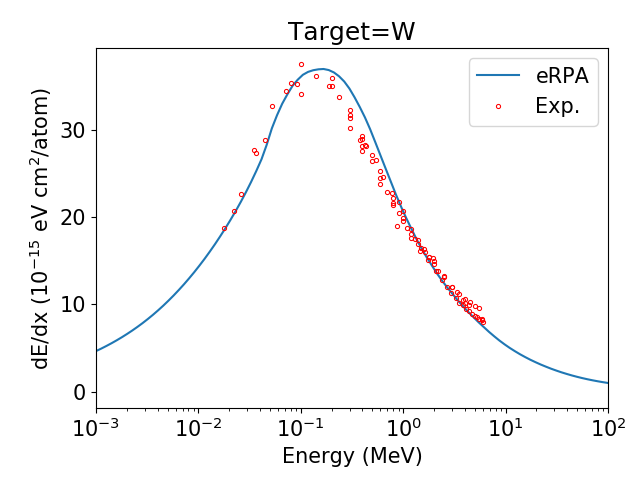 Target=W
dE/dx (10⁻¹⁵ eV cm²/atom)
30
20
10
0
eRPA
Exp.
10⁻³ 10⁻² 10⁻¹ 10⁰ 10¹ 10²
Energy (MeV)